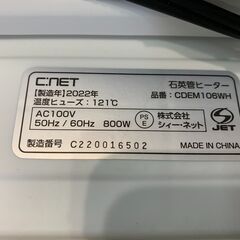 C:NET
石英管ヒーター
【製造年】2022年
品番：CDEM106WH
温度ヒューズ：121℃
AC100V
50Hz / 60Hz 800W
PS
E
株式会社
シィー・ネット
S
JET
製造番号 C220016502
MADE IN CHINA